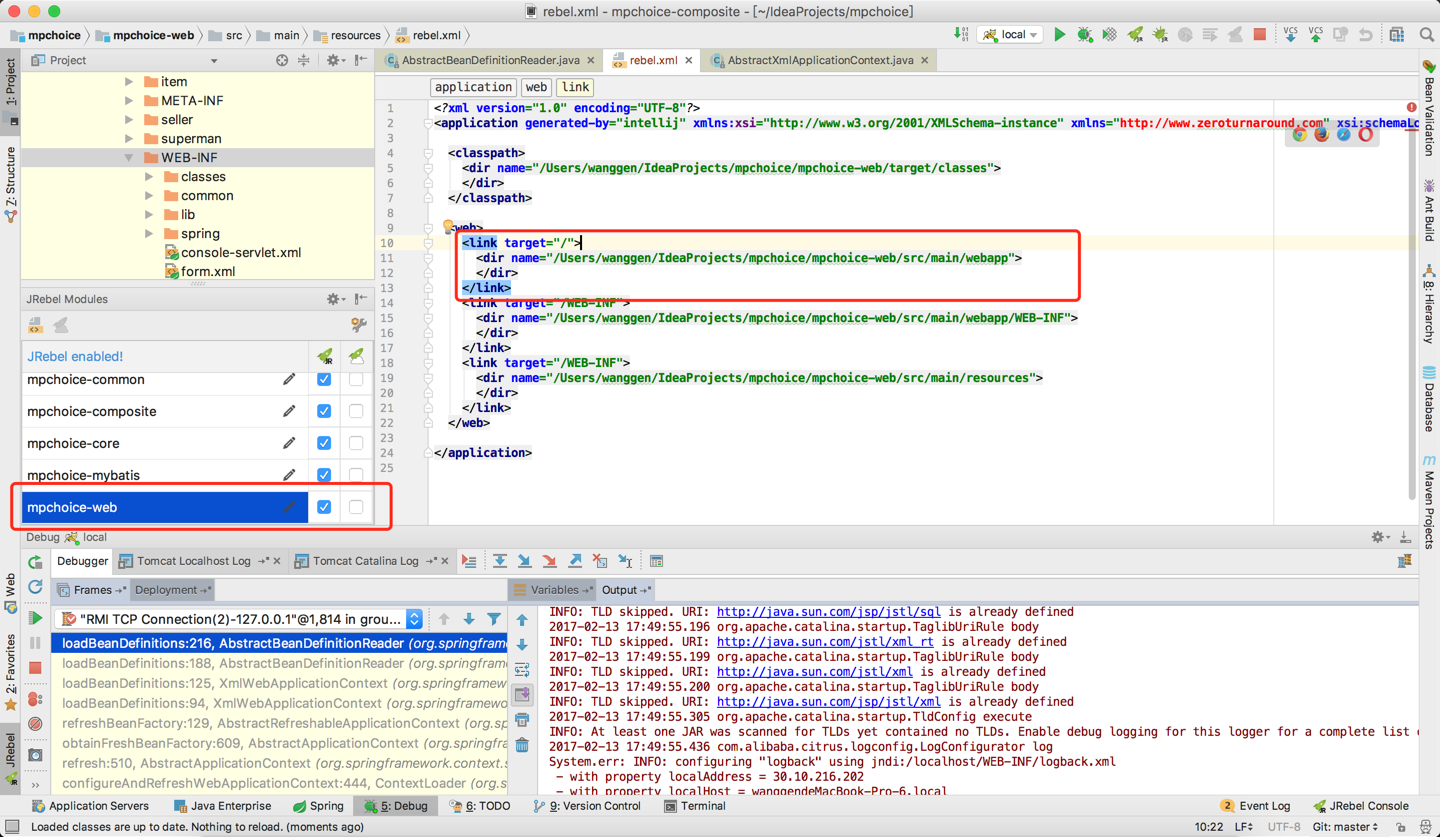 rebel.xml - mpchoice-composite - [~/IdeaProjects/mpchoice]
mpchoice mpchoice-web src main resources rebel.xml
local
VCS VCS
1: Project
Z: Structure
Web
2: Favorites
JRebel
Project
item
META-INF
seller
superman
WEB-INF
classes
common
lib
spring
console-servlet.xml
form.xml
JRebel Modules
JRebel enabled!
mpchoice-common
mpchoice-composite
mpchoice-core
mpchoice-mybatis
mpchoice-web
AbstractBeanDefinitionReader.java rebel.xml AbstractXmlApplicationContext.java
application web link
1 <?xml version="1.0" encoding="UTF-8"?>
2 <application generated-by="intellij" xmlns:xsi="http://www.w3.org/2001/XMLSchema-instance" xmlns="http://www.zeroturnaround.com" xsi:schemaLo
3
4 <classpath>
5 <dir name="/Users/wanggen/IdeaProjects/mpchoice/mpchoice-web/target/classes">
6 </dir>
7 </classpath>
8
9 <web>
10 <link target="/">
11 <dir name="/Users/wanggen/IdeaProjects/mpchoice/mpchoice-web/src/main/webapp">
12 </dir>
13 </link>
14 <link target="/WEB-INF">
15 <dir name="/Users/wanggen/IdeaProjects/mpchoice/mpchoice-web/src/main/webapp/WEB-INF">
16 </dir>
17 </link>
18 <link target="/WEB-INF">
19 <dir name="/Users/wanggen/IdeaProjects/mpchoice/mpchoice-web/src/main/resources">
20 </dir>
21 </link>
22 </web>
23
24 </application>
25
Bean Validation
Ant Build
8: Hierarchy
Database
Maven Projects
Debug local
Debugger Tomcat Localhost Log Tomcat Catalina Log
Frames Deployment
Variables Output
"RMI TCP Connection(2)-127.0.0.1"@1,814 in grou...
loadBeanDefinitions:216, AbstractBeanDefinitionReader (org.springframe
loadBeanDefinitions:188, AbstractBeanDefinitionReader (org.springframe
loadBeanDefinitions:125, XmlWebApplicationContext (org.springframew
loadBeanDefinitions:94, XmlWebApplicationContext (org.springframewo
refreshBeanFactory:129, AbstractRefreshableApplicationContext (org.sp
obtainFreshBeanFactory:609, AbstractApplicationContext (org.springfra
refresh:510, AbstractApplicationContext (org.springframework.context.s
configureAndRefreshWebApplicationContext:444, ContextLoader (org.s
INFO: TLD skipped. URI: http://java.sun.com/jsp/jstl/sql is already defined
2017-02-13 17:49:55.196 org.apache.catalina.startup.TaglibUriRule body
INFO: TLD skipped. URI: http://java.sun.com/jstl/xml_rt is already defined
2017-02-13 17:49:55.199 org.apache.catalina.startup.TaglibUriRule body
INFO: TLD skipped. URI: http://java.sun.com/jstl/xml is already defined
2017-02-13 17:49:55.200 org.apache.catalina.startup.TaglibUriRule body
INFO: TLD skipped. URI: http://java.sun.com/jsp/jstl/xml is already defined
2017-02-13 17:49:55.305 org.apache.catalina.startup.TldConfig execute
INFO: At least one JAR was scanned for TLDs yet contained no TLDs. Enable debug logging for this logger for a complete list o
2017-02-13 17:49:55.436 com.alibaba.citrus.logconfig.LogConfigurator log
System.err: INFO: configuring "logback" using jndi:/localhost/WEB-INF/logback.xml
- with property localAddress = 30.10.216.202
- with property localHost = wanggendeMacBook-Pro-6.local
Application Servers Java Enterprise Spring 5: Debug 6: TODO 9: Version Control Terminal 2 Event Log JRebel Console
Loaded classes are up to date. Nothing to reload. (moments ago) 10:22 LF UTF-8 Git: master